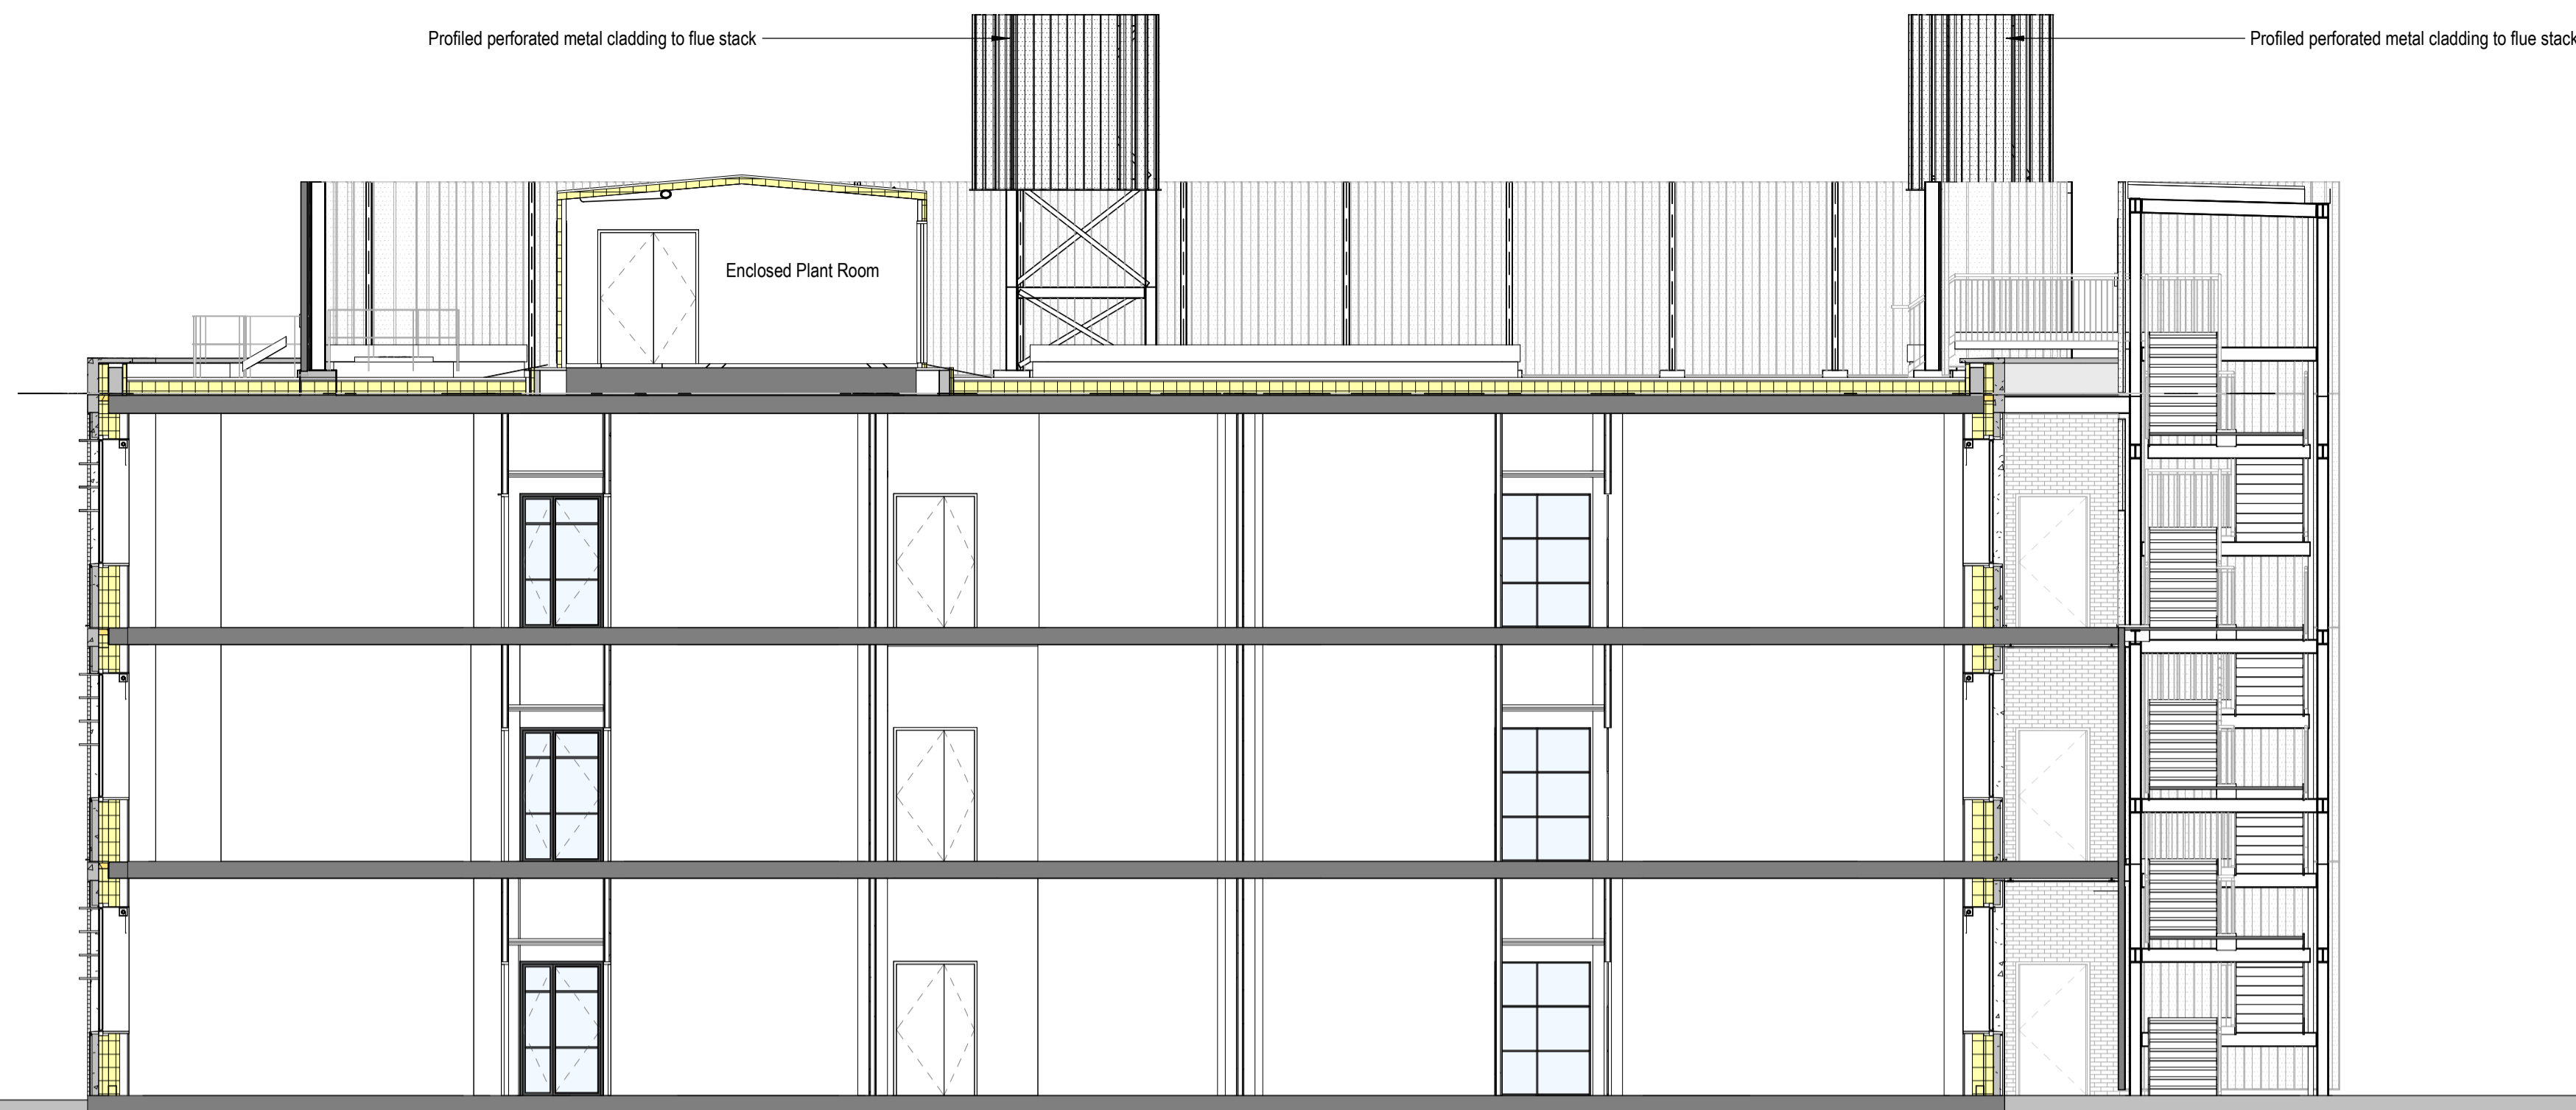 Profiled perforated metal cladding to flue stack
Profiled perforated metal cladding to flue stack
Enclosed Plant Room